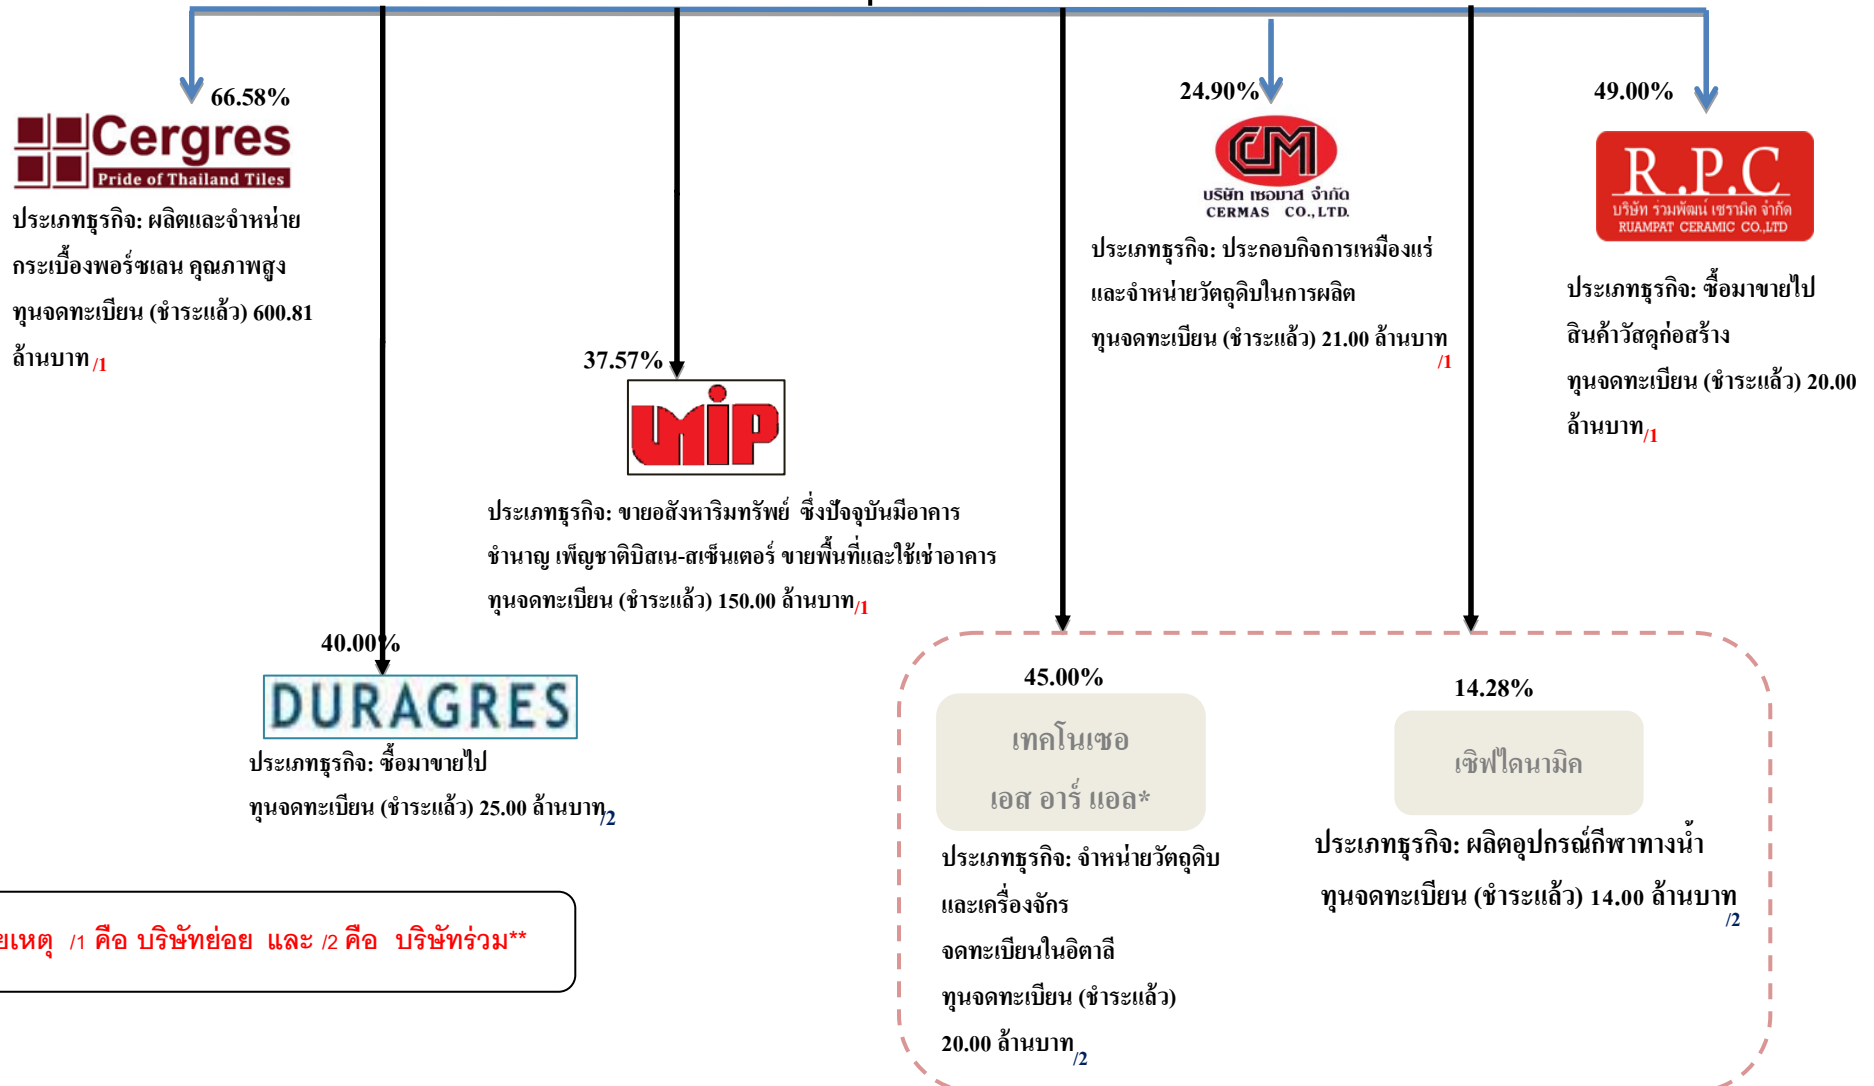 66.58%
Cergres
Pride of Thailand Tiles
ประเภทธุรกิจ: ผลิตและจำหน่าย
กระเบื้องพอร์ซเลน คุณภาพสูง
ทุนจดทะเบียน (ชำระแล้ว) 600.81
ล้านบาท /1
24.90%
CM
บริษัท เซอมาส จำกัด
CERMAS CO.,LTD.
ประเภทธุรกิจ: ประกอบกิจการเหมืองแร่
และจำหน่ายวัตถุดิบในการผลิต
ทุนจดทะเบียน (ชำระแล้ว) 21.00 ล้านบาท
/1
49.00%
R.P.C
บริษัท ร่วมพัฒน์ เซรามิค จำกัด
RUAMPAT CERAMIC CO.,LTD
ประเภทธุรกิจ: ซื้อมาขายไป
สินค้าวัสดุก่อสร้าง
ทุนจดทะเบียน (ชำระแล้ว) 20.00
ล้านบาท/1
37.57%
UMIP
ประเภทธุรกิจ: ขายอสังหาริมทรัพย์ ซึ่งปัจจุบันมีอาคาร
ชำนาญ เพ็ญชาติบิสเน-สเซ็นเตอร์ ขายพื้นที่และใช้เช่าอาคาร
ทุนจดทะเบียน (ชำระแล้ว) 150.00 ล้านบาท/1
40.00%
DURAGRES
ประเภทธุรกิจ: ซื้อมาขายไป
ทุนจดทะเบียน (ชำระแล้ว) 25.00 ล้านบาท/2
45.00%
เทคโนเซอ
เอส อาร์ แอล*
ประเภทธุรกิจ: จำหน่ายวัตถุดิบ
และเครื่องจักร
จดทะเบียนในอิตาลี
ทุนจดทะเบียน (ชำระแล้ว)
20.00 ล้านบาท/2
14.28%
เซิฟไดนามิค
ประเภทธุรกิจ: ผลิตอุปกรณ์กีฬาทางน้ำ
ทุนจดทะเบียน (ชำระแล้ว) 14.00 ล้านบาท
/2
ยเหตุ /1 คือ บริษัทย่อย และ /2 คือ บริษัทร่วม**